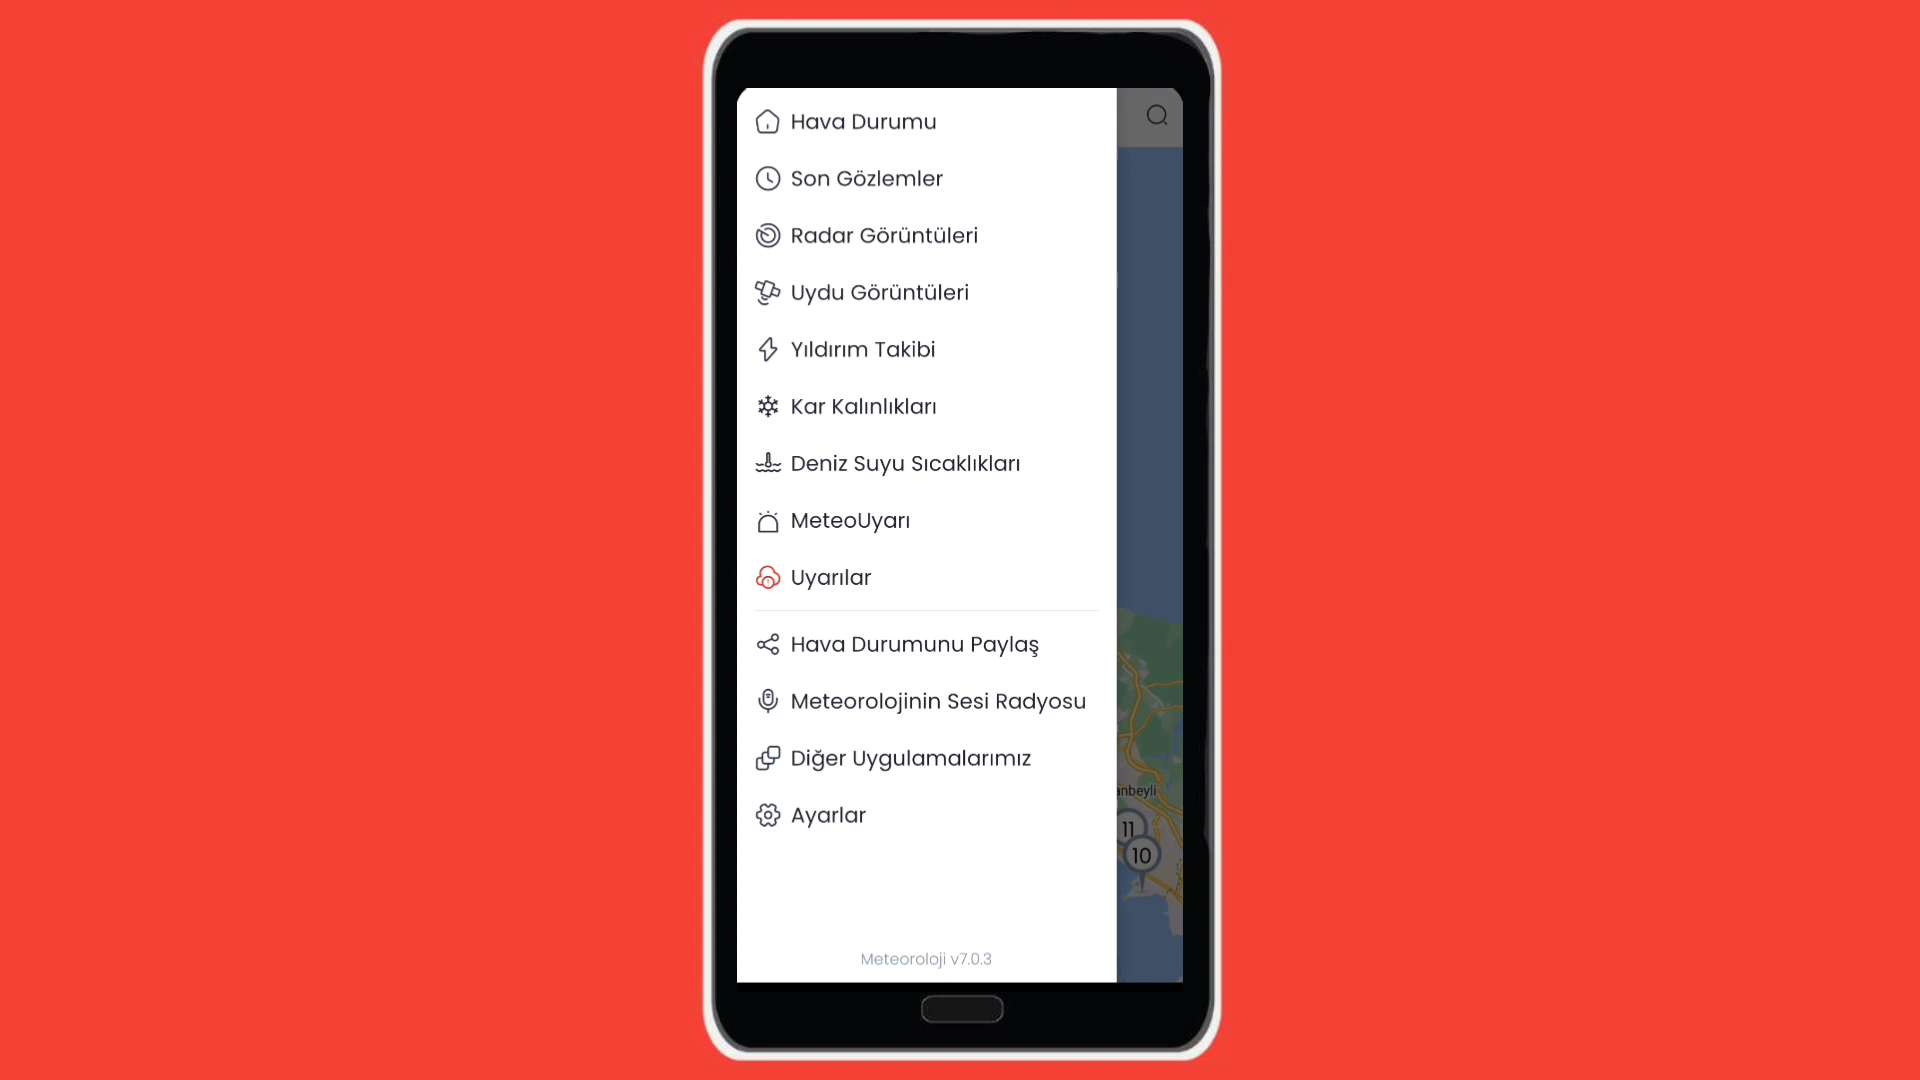 Hava Durumu
Son Gözlemler
Radar Görüntüleri
Uydu Görüntüleri
Yıldırım Takibi
Kar Kalınlıkları
Deniz Suyu Sıcaklıkları
MeteoUyarı
Uyarılar
Hava Durumunu Paylaş
Meteorolojinin Sesi Radyosu
Diğer Uygulamalarımız
anbeyli
Ayarlar
11
10
Meteoroloji v7.0.3